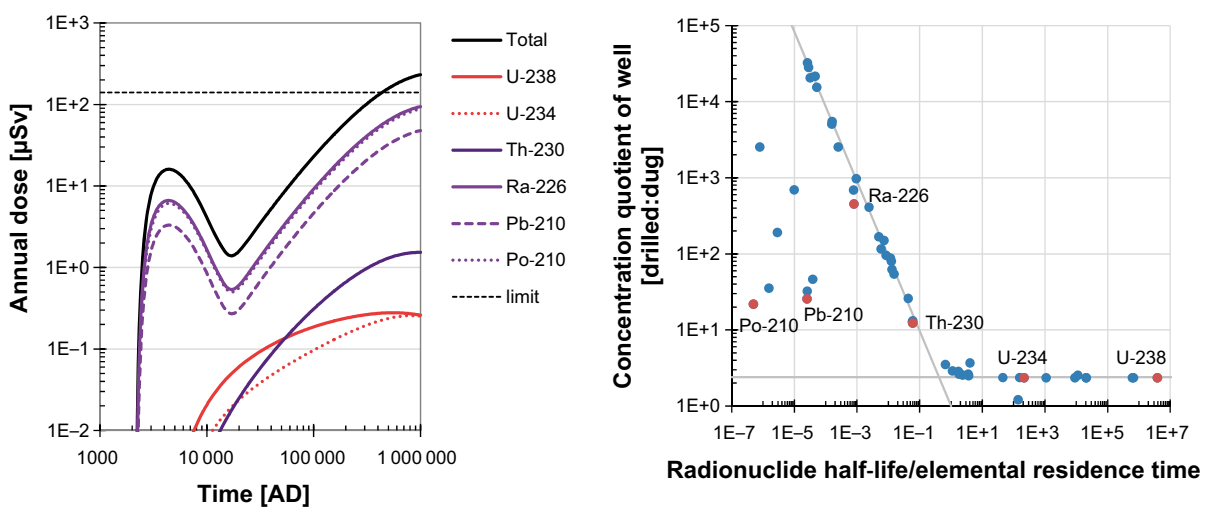 1E+3
1E+2
1E+1
1E+0
1E−1
1E−2
Annual dose [µSv]
1000
10 000
100 000
1 000 000
Time [AD]
Total
U-238
U-234
Th-230
Ra-226
Pb-210
Po-210
limit
Concentration quotient of well
[drilled:dug]
1E+5
1E+4
1E+3
1E+2
1E+1
1E+0
Ra-226
Po-210
Pb-210
Th-230
U-234
U-238
1E−7
1E−5
1E−3
1E−1
1E+1
1E+3
1E+5
1E+7
Radionuclide half-life/elemental residence time